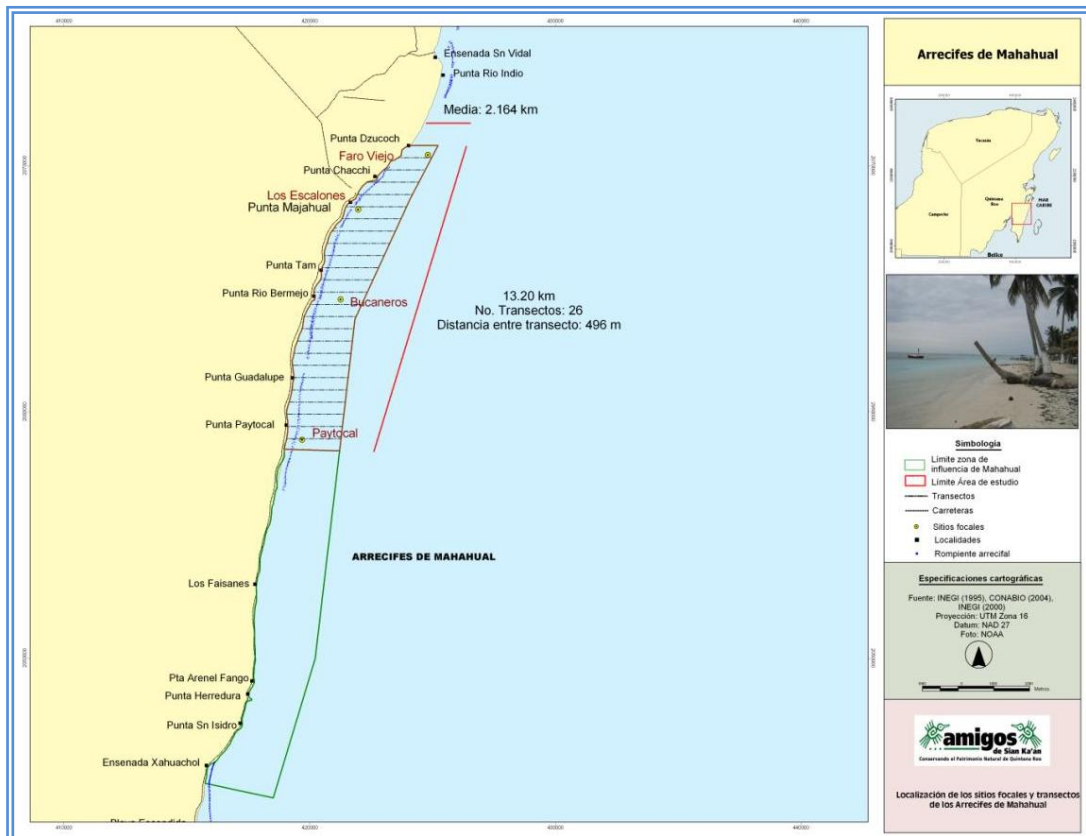 Ensenada Sn Vidal
Punta Rio Indio
Media: 2.164 km
Punta Dzucoch
Faro Viejo
Punta Chacchi
Los Escalones
Punta Majahual
Punta Tam
Punta Rio Bermejo
Bucaneros
13.20 km
No. Transectos: 26
Distancia entre transecto: 496 m
Punta Guadalupe
Punta Paytocal
Paytocal
ARRECIFES DE MAHAHUAL
Los Faisanes
Pta Arenel Fango
Punta Herredura
Punta Sn Isidro
Ensenada Xahuachol
Arrecifes de Mahahual
Yucatán
Quintana
Roo
MAR
CARIBE
Campeche
Belice
Simbología
Límite zona de
influencia de Mahahual
Límite Área de estudio
Transectos
Carreteras
Sitios focales
Localidades
Rompiente arrecifal
Especificaciones cartográficas
Fuente: INEGI (1995), CONABIO (2004),
INEGI (2000)
Proyección: UTM Zona 16
Datum: NAD 27
Foto: NOAA
Metros
amigos
de Sian Ka'an
Conservando el Patrimonio Natural de Quintana Roo
Localización de los sitios focales y transectos
de los Arrecifes de Mahahual